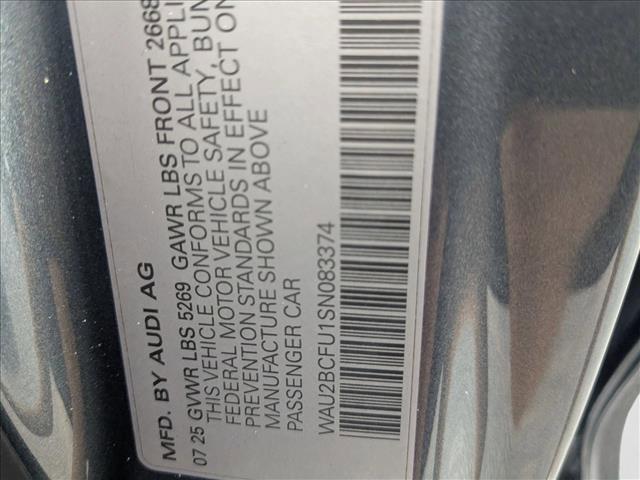 MFD. BY AUDI AG
07 25 GVWR LBS 5269 GAWR LBS FRONT 2668
THIS VEHICLE CONFORMS TO ALL APPLI
FEDERAL MOTOR VEHICLE SAFETY, BUN
PREVENTION STANDARDS IN EFFECT ON
MANUFACTURE SHOWN ABOVE
PASSENGER CAR
WAU2BCFU1SN083374